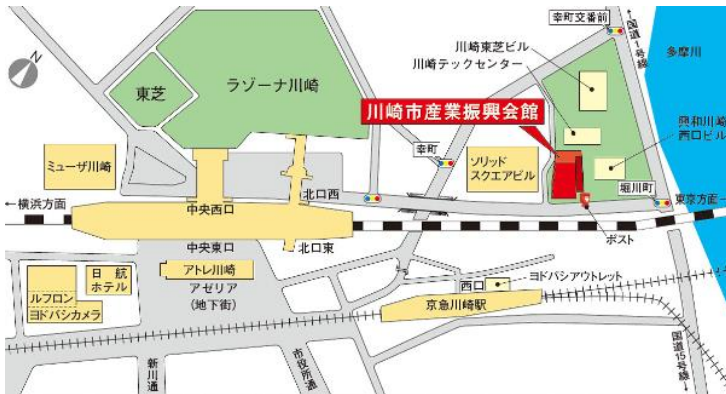 幸町交番前
←国道1号線
多摩川
N
川崎東芝ビル
川崎テックセンター
東芝
ラゾーナ川崎
川崎市産業振興会館
興和川崎
西口ビル
ミューザ川崎
幸町
ソリッド
スクエアビル
堀川町
←横浜方面
中央西口
北口西
東京方面→
ポスト
中央東口
北口東
アトレ川崎
日航
ホテル
アゼリア
(地下街)
西口
ヨドバシアウトレット
ルフロン
ヨドバシカメラ
京急川崎駅
新川通
市役所通
国道15号線→